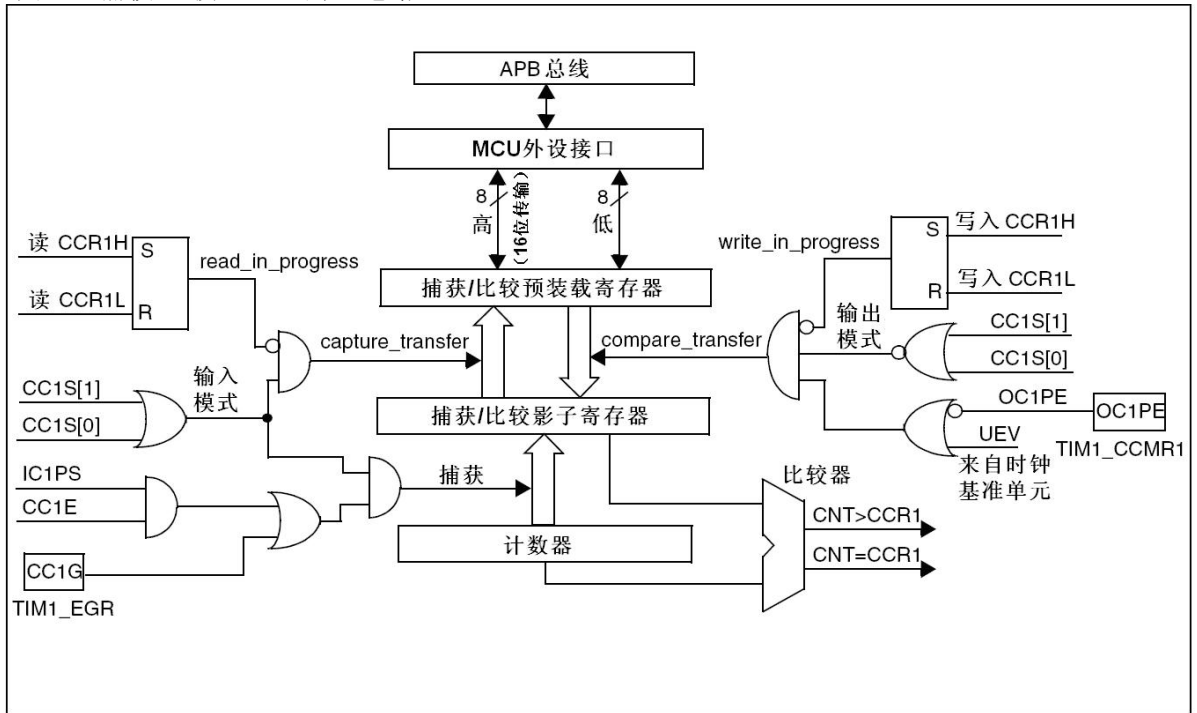 APB 总线
MCU外设接口
8
高
(16位传输)
8
低
读 CCR1H
S
read_in_progress
读 CCR1L
R
write_in_progress
S
写入 CCR1H
R
写入 CCR1L
捕获/比较预装载寄存器
输出
模式
CC1S[1]
CC1S[0]
capture_transfer
compare_transfer
CC1S[1]
CC1S[0]
输入
模式
捕获/比较影子寄存器
OC1PE
OC1PE
UEV
TIM1_CCMR1
来自时钟
基准单元
IC1PS
CC1E
捕获
比较器
CNT>CCR1
计数器
CNT=CCR1
CC1G
TIM1_EGR